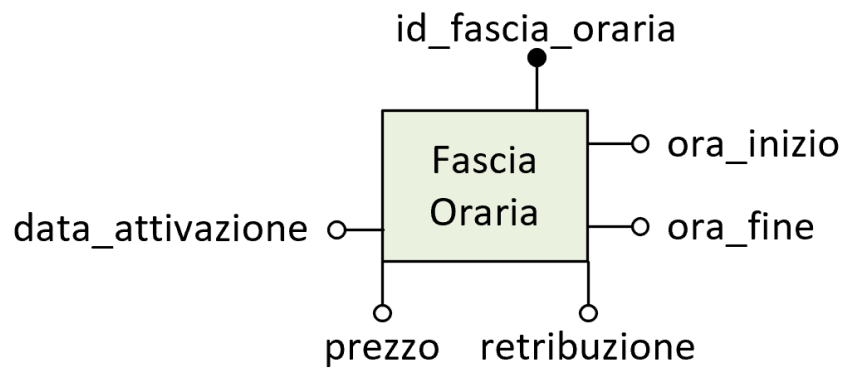 id_fascia_oraria
Fascia
Oraria
ora_inizio
data_attivazione
ora_fine
prezzo
retribuzione